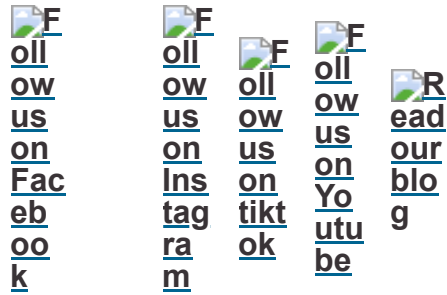 F
oll
ow
us
on
Fac
eb
oo
k
F
oll
ow
us
on
Ins
tag
ra
m
F
oll
ow
us
on
tikt
ok
F
oll
ow
us
on
Yo
utu
be
R
ead
our
blo
g